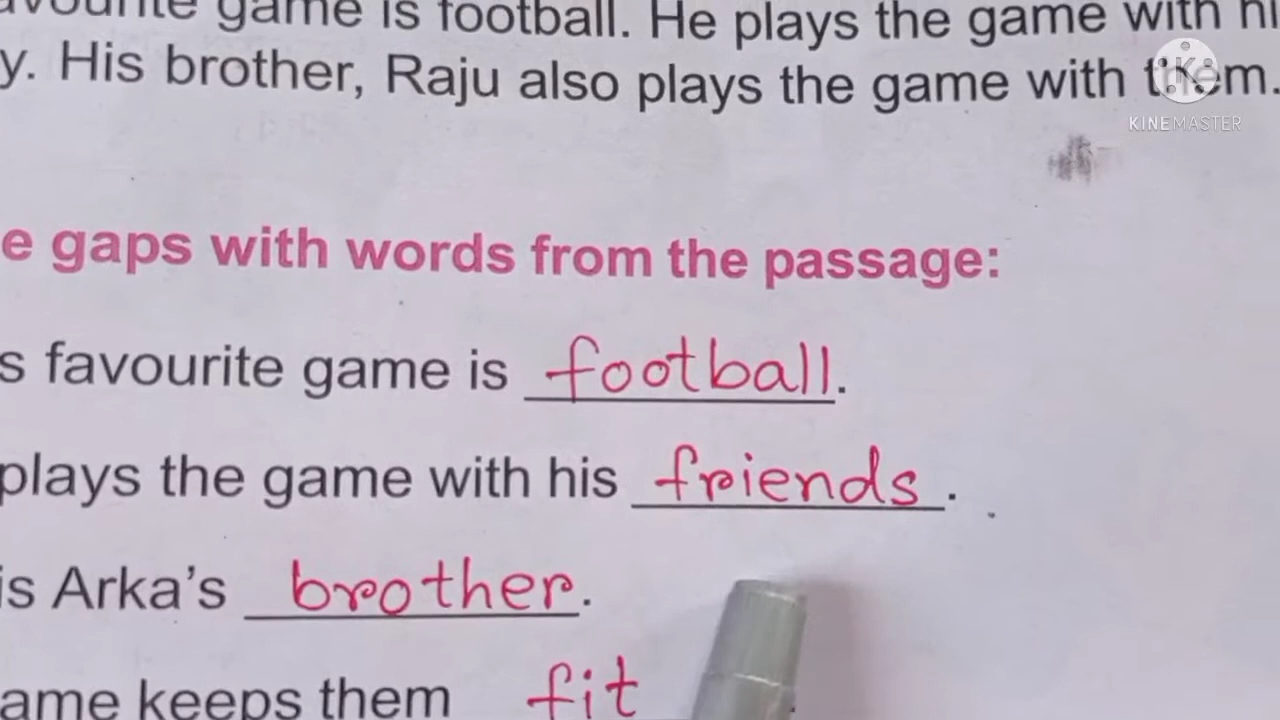 game is football. He plays the game with
y. His brother, Raju also plays the game with them.
KINEMASTER
e gaps with words from the passage:
s favourite game is football.
plays the game with his friends.
is Arka's brother.
ame keeps them fit